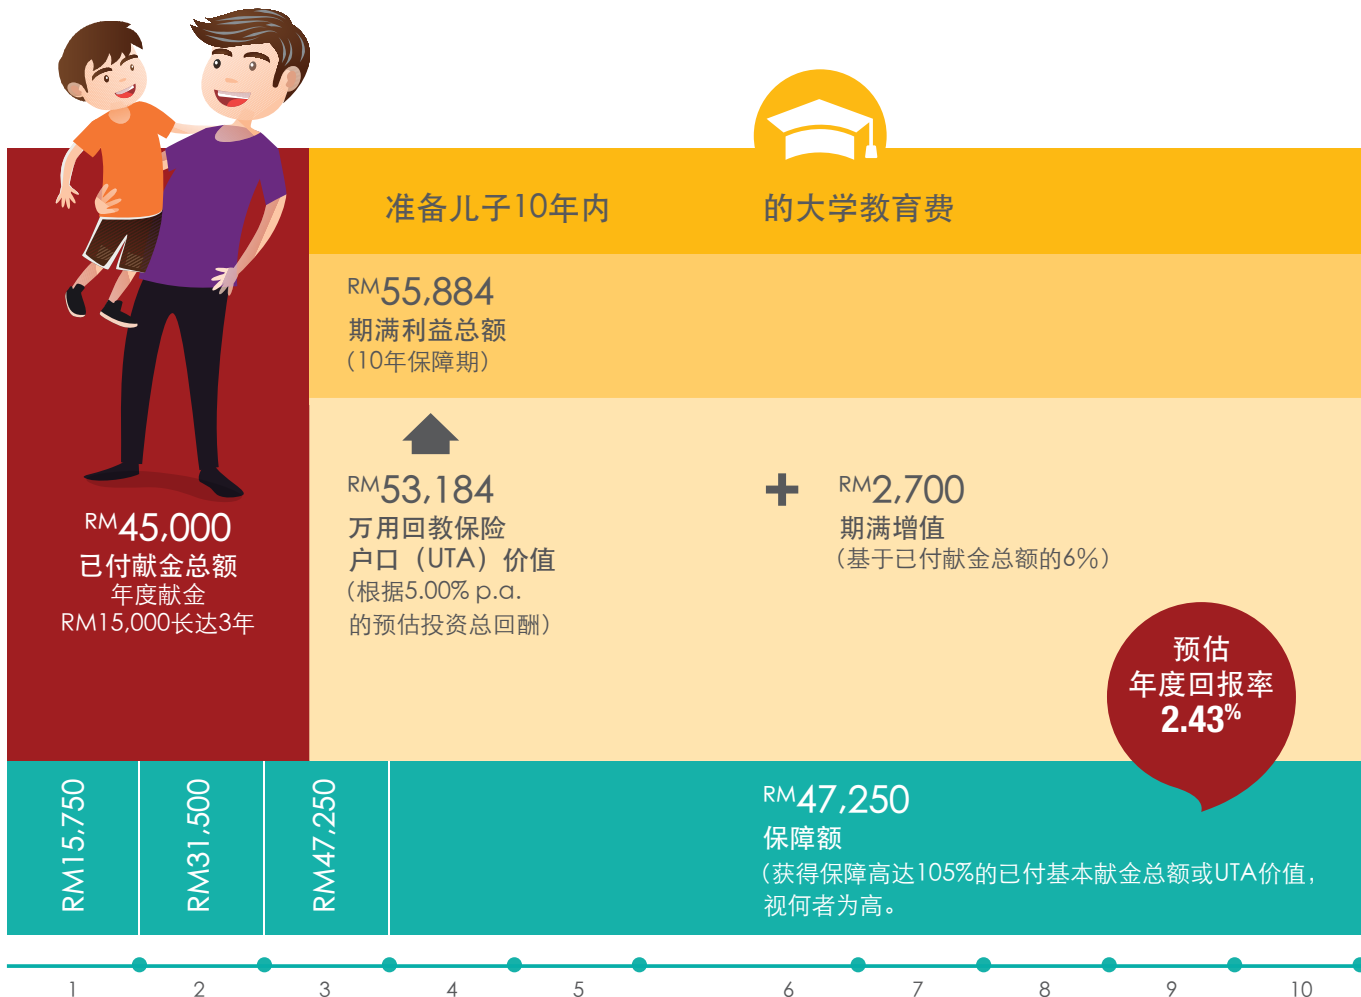 准备儿子10年内的大学教育费
RM55,884
期满利益总额
(10年保障期)
RM45,000
已付献金总额
年度献金
RM15,000长达3年
RM53,184
万用回教保险
户口（UTA）价值
(根据5.00% p.a.
的预估投资总回酬)
+ RM2,700
期满增值
(基于已付献金总额的6%)
预估
年度回报率
2.43%
RM15,750
RM31,500
RM47,250
RM47,250
保障额
(获得保障高达105%的已付基本献金总额或UTA价值，
视何者为高。
1 2 3 4 5 6 7 8 9 10